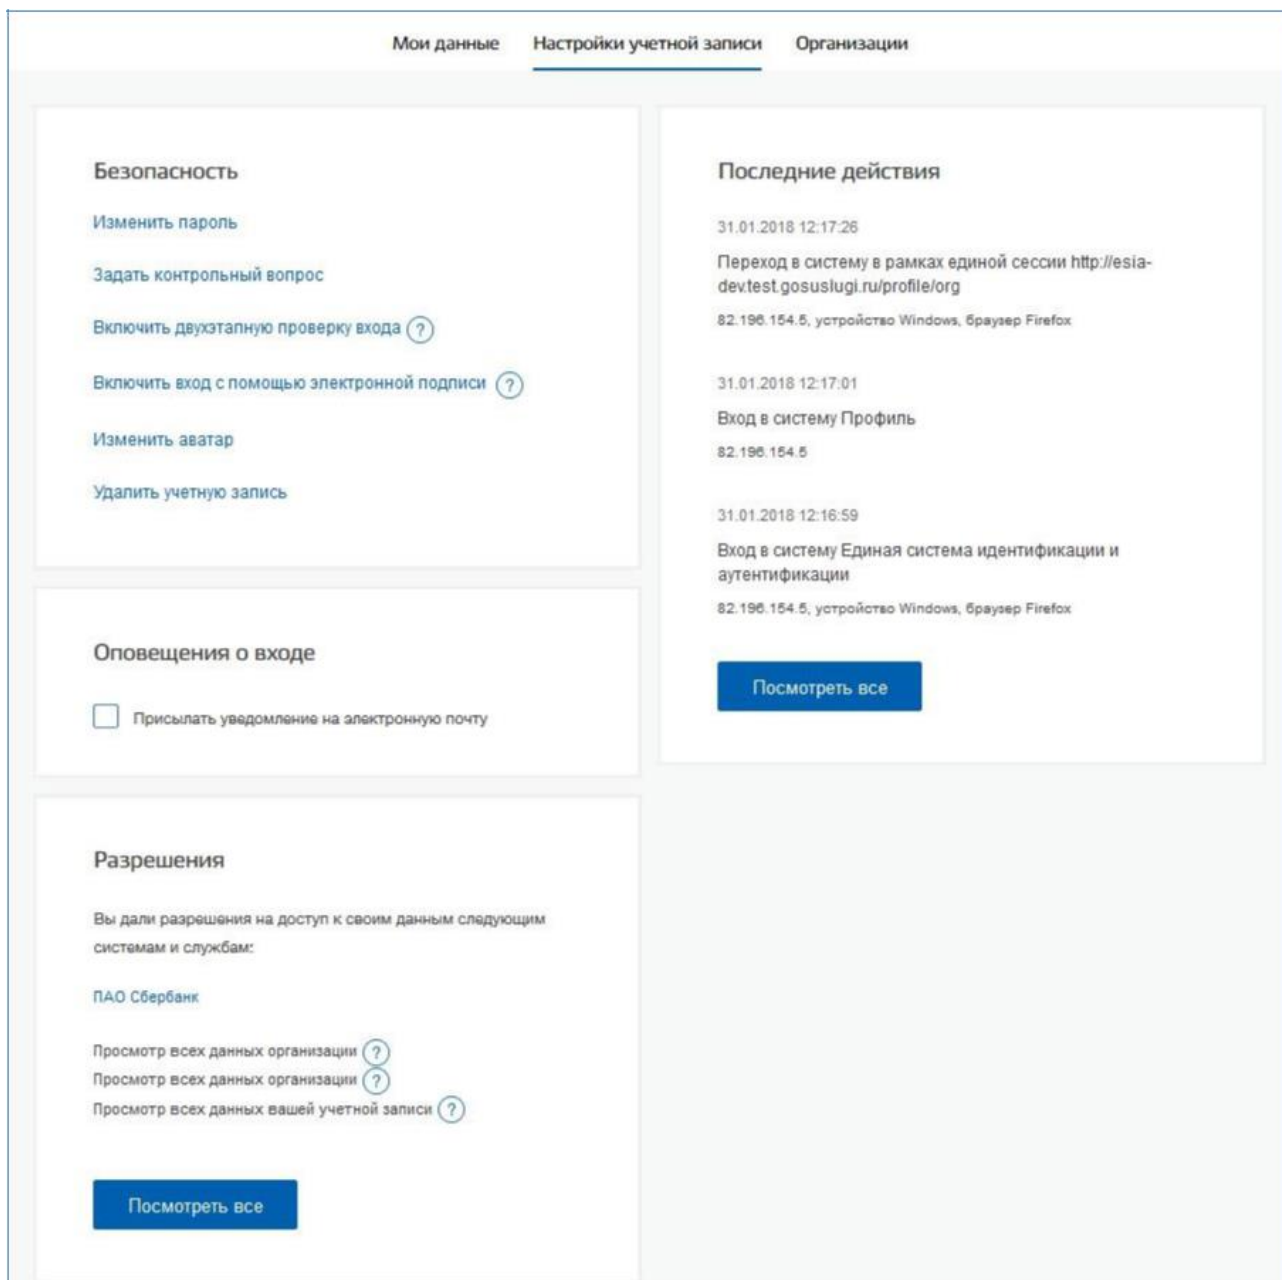 Мои данные Настройки учетной записи Организации
Безопасность
Изменить пароль
Задать контрольный вопрос
Включить двухэтапную проверку входа ?
Включить вход с помощью электронной подписи ?
Изменить аватар
Удалить учетную запись
Оповещения о входе
Присылать уведомление на электронную почту
Разрешения
Вы дали разрешения на доступ к своим данным следующим
системам и службам:
ПАО Сбербанк
Просмотр всех данных организации ?
Просмотр всех данных организации ?
Просмотр всех данных вашей учетной записи ?
Посмотреть все
Последние действия
31.01.2018 12:17:26
Переход в систему в рамках единой сессии http://esia-
dev.test.gosuslugi.ru/profile/org
82.196.154.5, устройство Windows, браузер Firefox
31.01.2018 12:17:01
Вход в систему Профиль
82.196.154.5
31.01.2018 12:16:59
Вход в систему Единая система идентификации и
аутентификации
82.196.154.5, устройство Windows, браузер Firefox
Посмотреть все